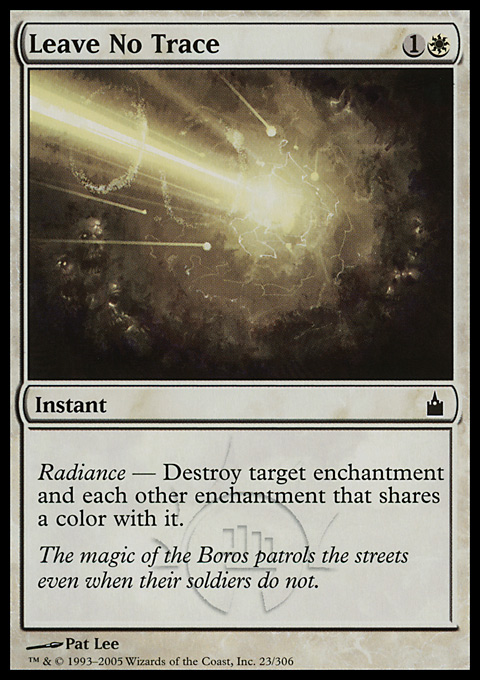 Leave No Trace 1
Instant
Radiance — Destroy target enchantment
and each other enchantment that shares
a color with it.
The magic of the Boros patrols the streets
even when their soldiers do not.
Pat Lee
™ & © 1993–2005 Wizards of the Coast, Inc. 23/306